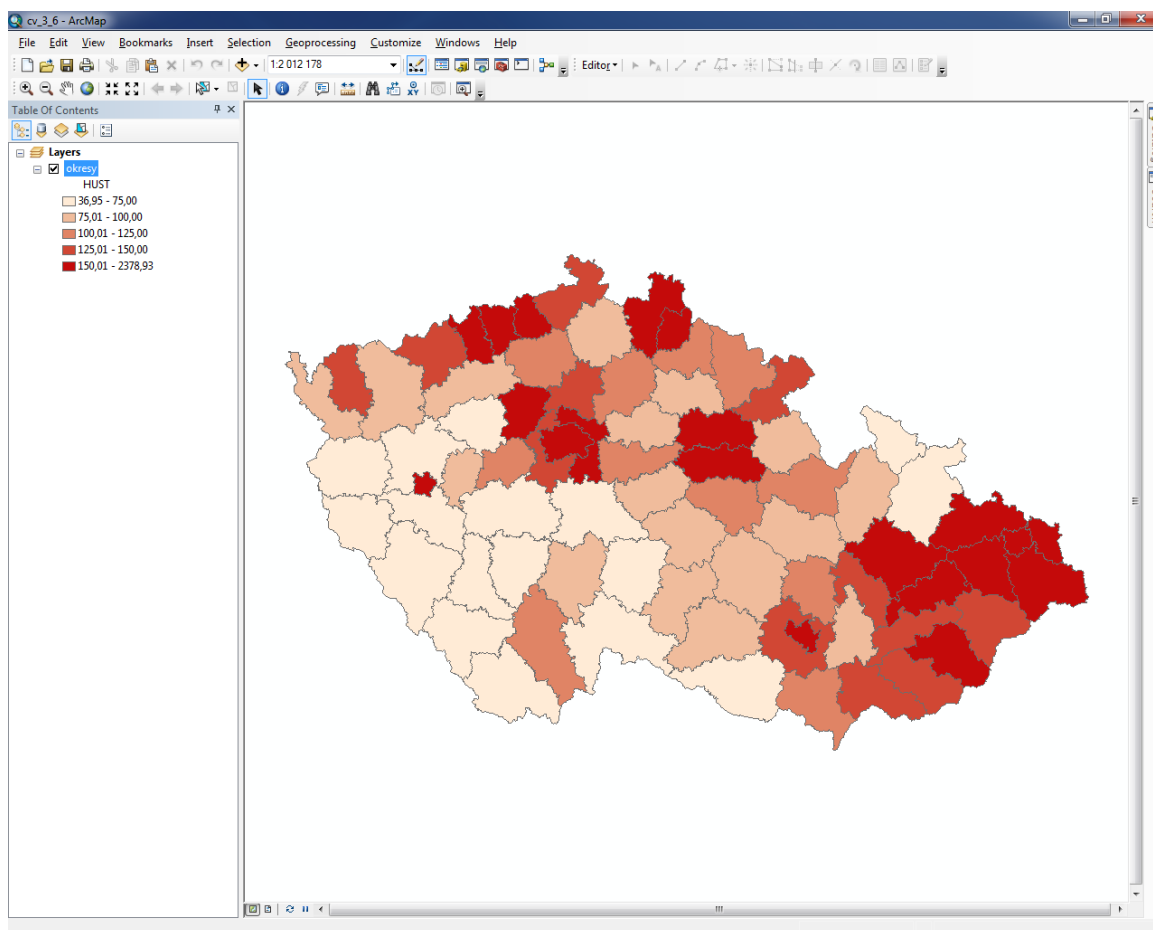 cv_3_6 - ArcMap
File Edit View Bookmarks Insert Selection Geoprocessing Customize Windows Help
1:2 012 178
Editor
Table Of Contents
Layers
okresy
HUST
36,95 - 75,00
75,01 - 100,00
100,01 - 125,00
125,01 - 150,00
150,01 - 2378,93